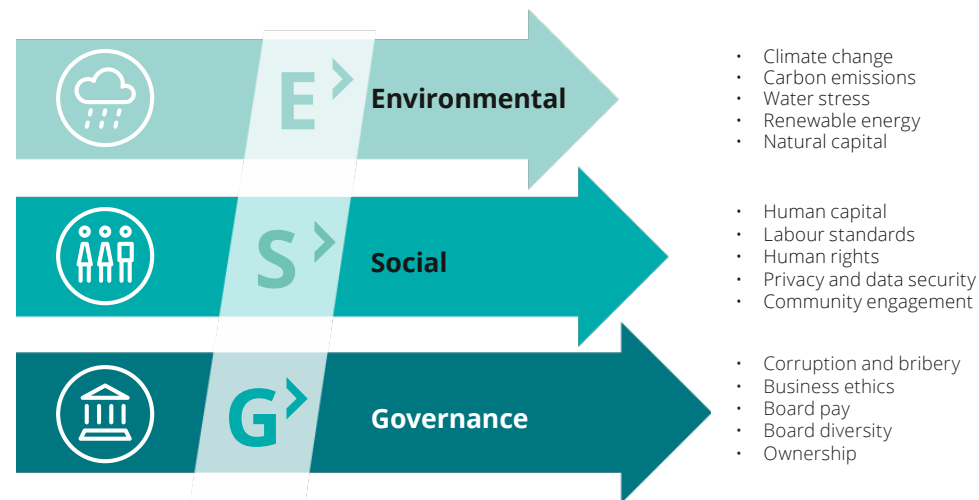 E> Environmental
• Climate change
• Carbon emissions
• Water stress
• Renewable energy
• Natural capital
S> Social
• Human capital
• Labour standards
• Human rights
• Privacy and data security
• Community engagement
G> Governance
• Corruption and bribery
• Business ethics
• Board pay
• Board diversity
• Ownership